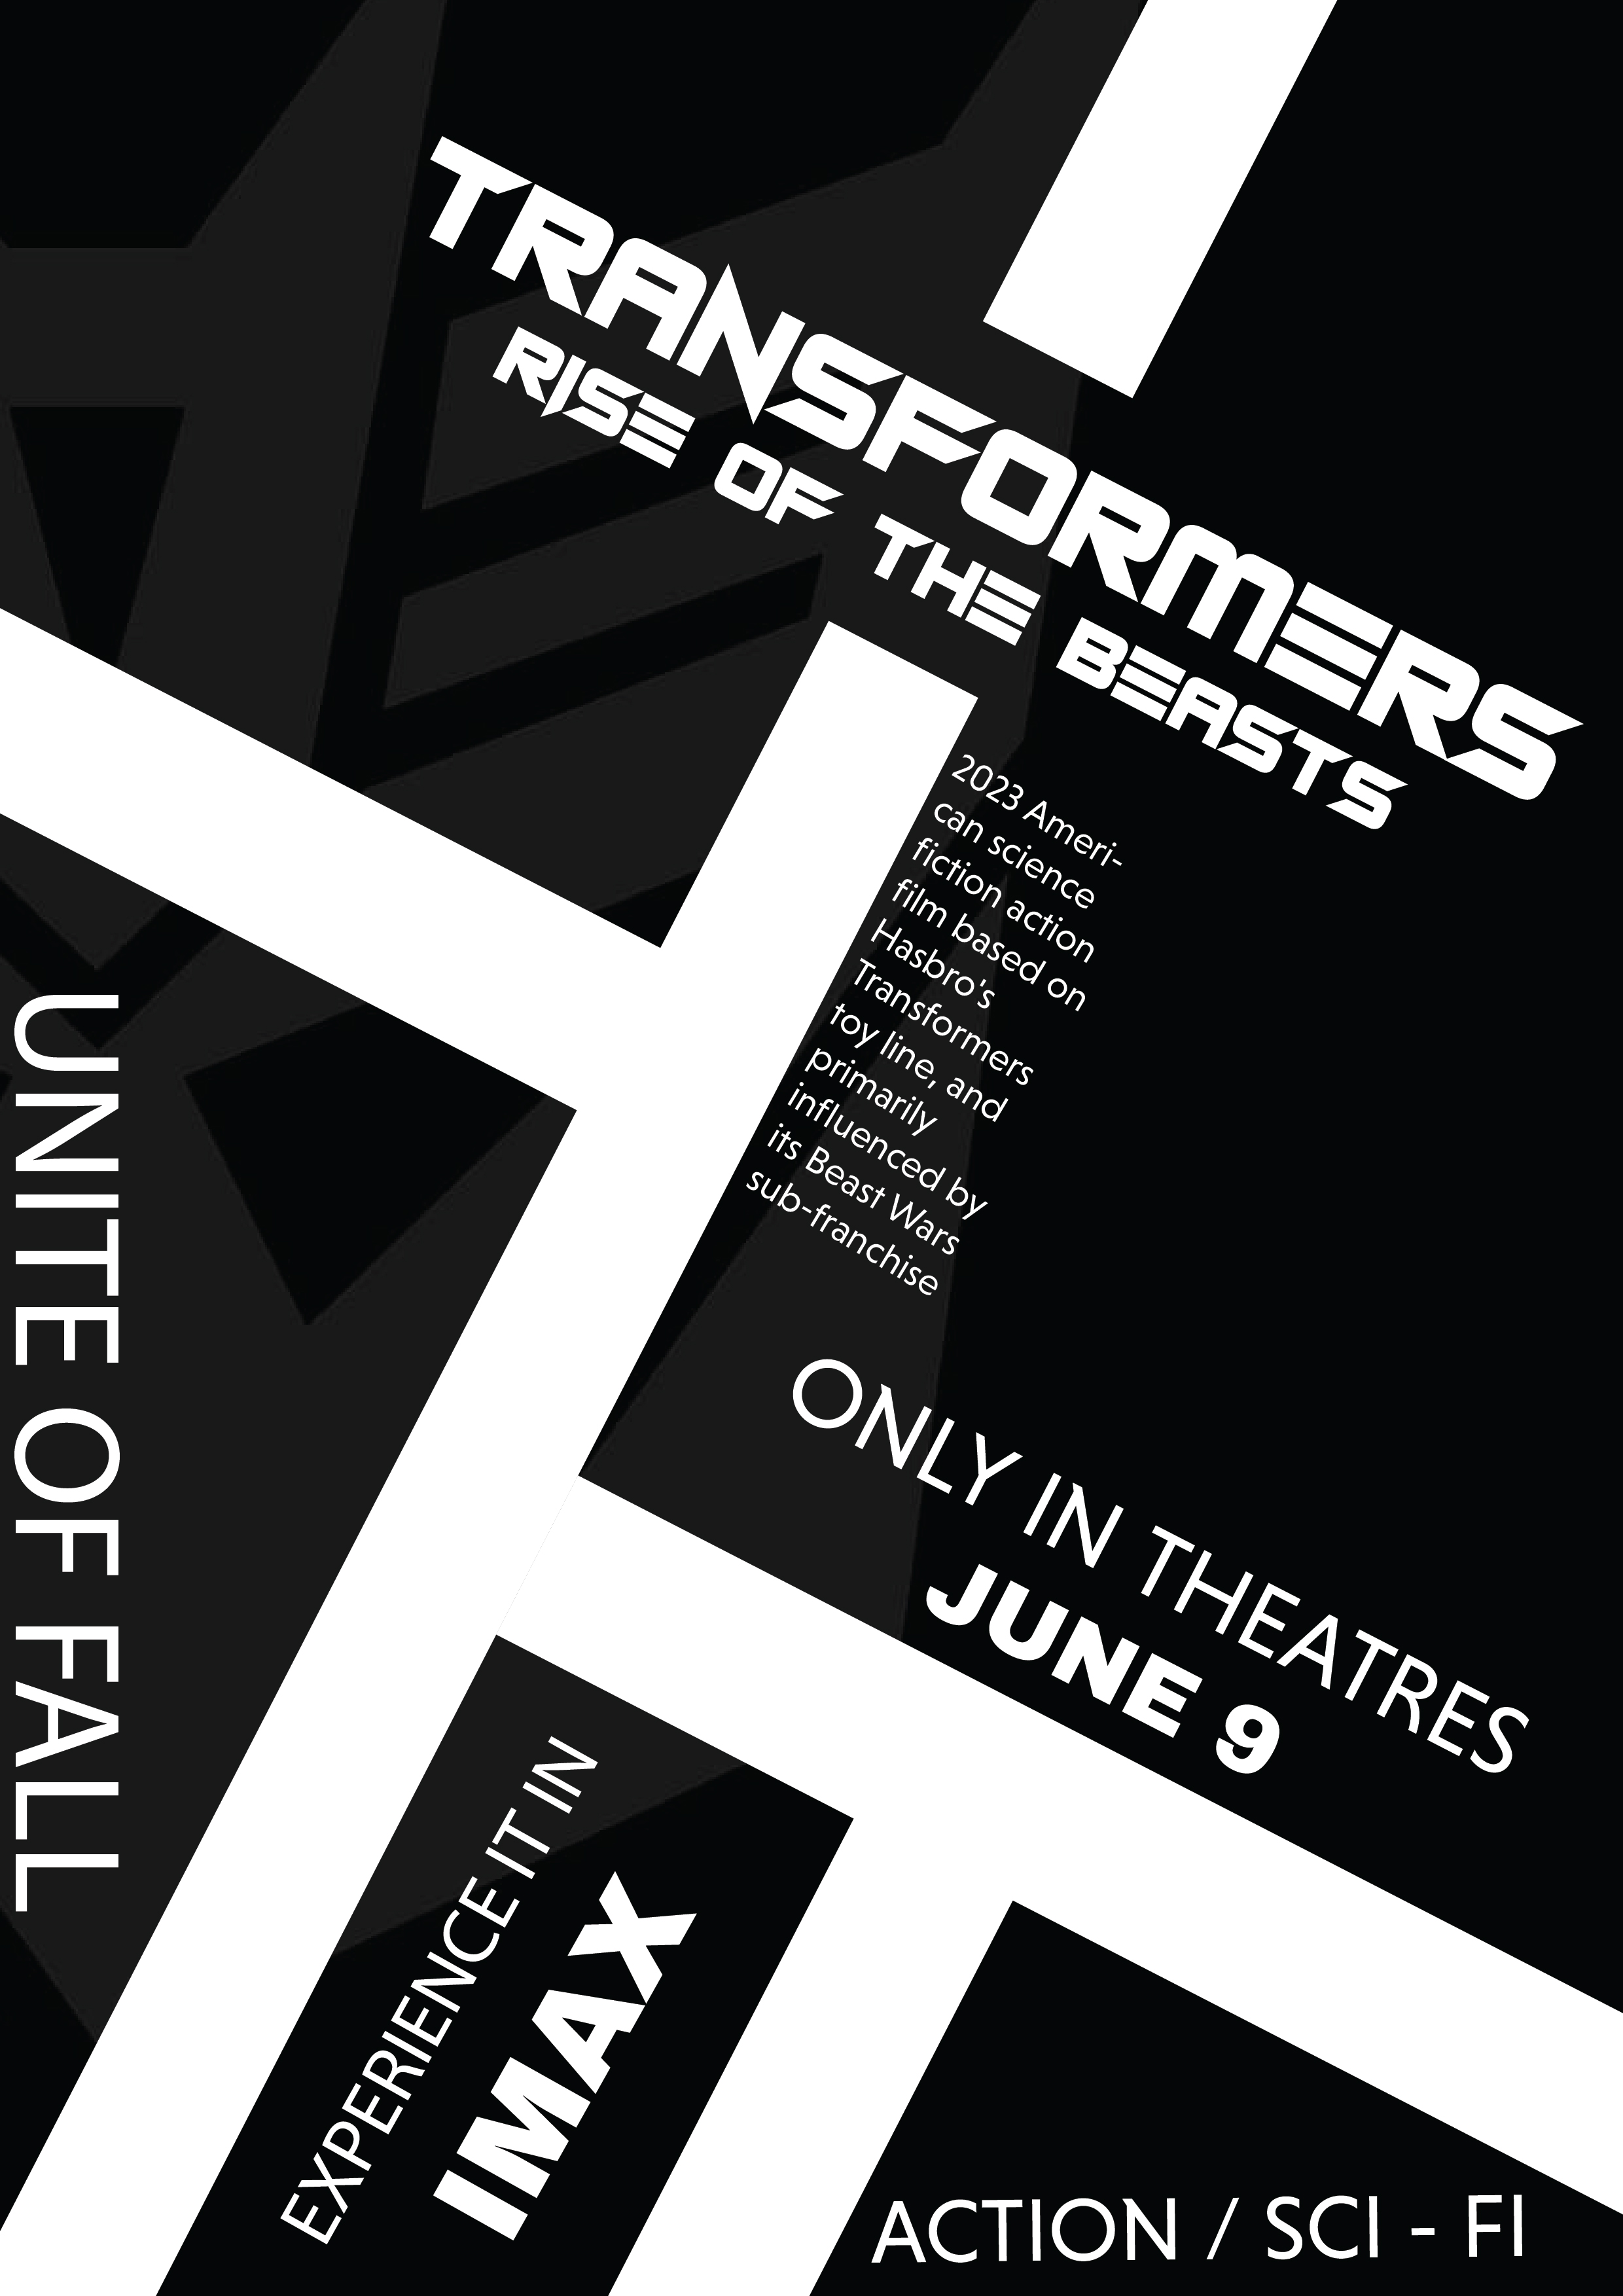 TRANSFORMERS
RISE OF THE BEASTS
2023 Ameri-
can science
fiction action
film based on
Hasbro's
Transformers
toy line, and
primarily
influenced by
its Beast Wars
sub-franchise
UNITE OF FALL
ONLY IN THEATRES
JUNE 9
EXPERIENCE IT IN
IMAX
ACTION / SCI - FI